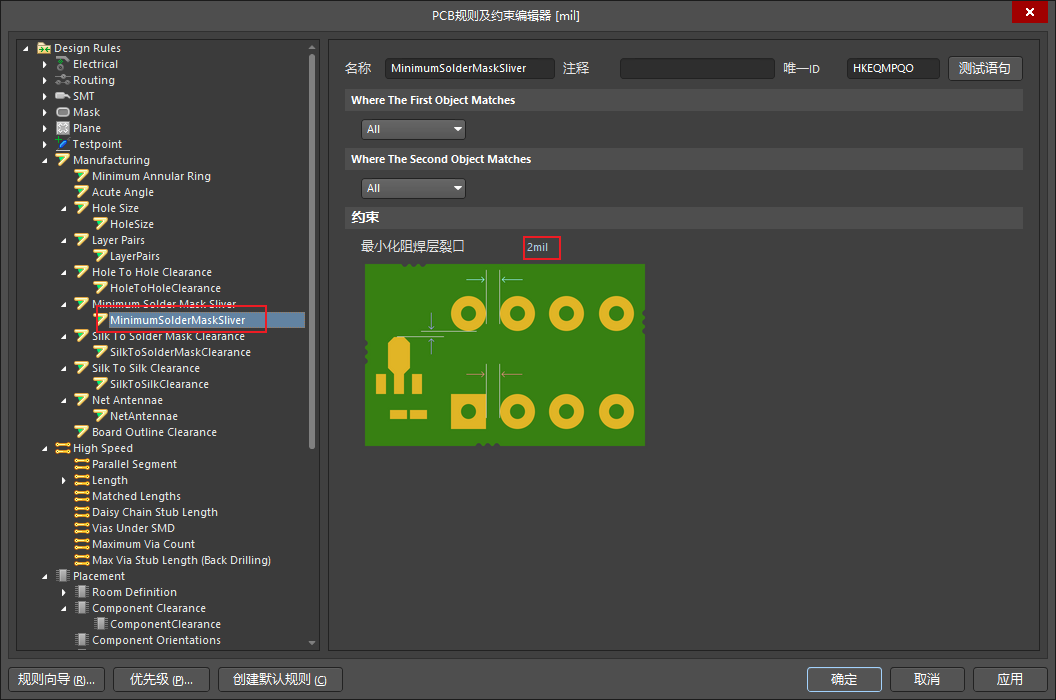 PCB规则及约束编辑器 [mil]
Design Rules
Electrical
Routing
SMT
Mask
Plane
Testpoint
Manufacturing
Minimum Annular Ring
Acute Angle
Hole Size
HoleSize
Layer Pairs
LayerPairs
Hole To Hole Clearance
HoleToHoleClearance
Minimum Solder Mask Sliver
MinimumSolderMaskSliver
Silk To Solder Mask Clearance
SilkToSolderMaskClearance
Silk To Silk Clearance
SilkToSilkClearance
Net Antennae
NetAntennae
Board Outline Clearance
High Speed
Parallel Segment
Length
Matched Lengths
Daisy Chain Stub Length
Vias Under SMD
Maximum Via Count
Max Via Stub Length (Back Drilling)
Placement
Room Definition
Component Clearance
ComponentClearance
Component Orientations
名称 MinimumSolderMaskSliver 注释 唯一ID HKEQMPQO 测试语句
Where The First Object Matches
All
Where The Second Object Matches
All
约束
最小化阻焊层裂口 2mil
规则向导 (R)... 优先级 (P)... 创建默认规则 (C) 确定 取消 应用